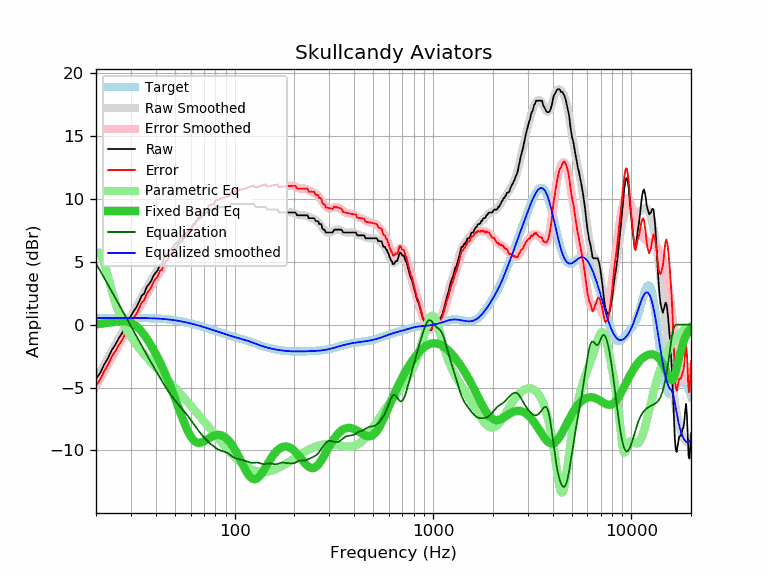 Skullcandy Aviators
Target
Raw Smoothed
Error Smoothed
Raw
Error
Parametric Eq
Fixed Band Eq
Equalization
Equalized smoothed
20
15
10
5
0
−5
−10
Amplitude (dBr)
100
1000
10000
Frequency (Hz)